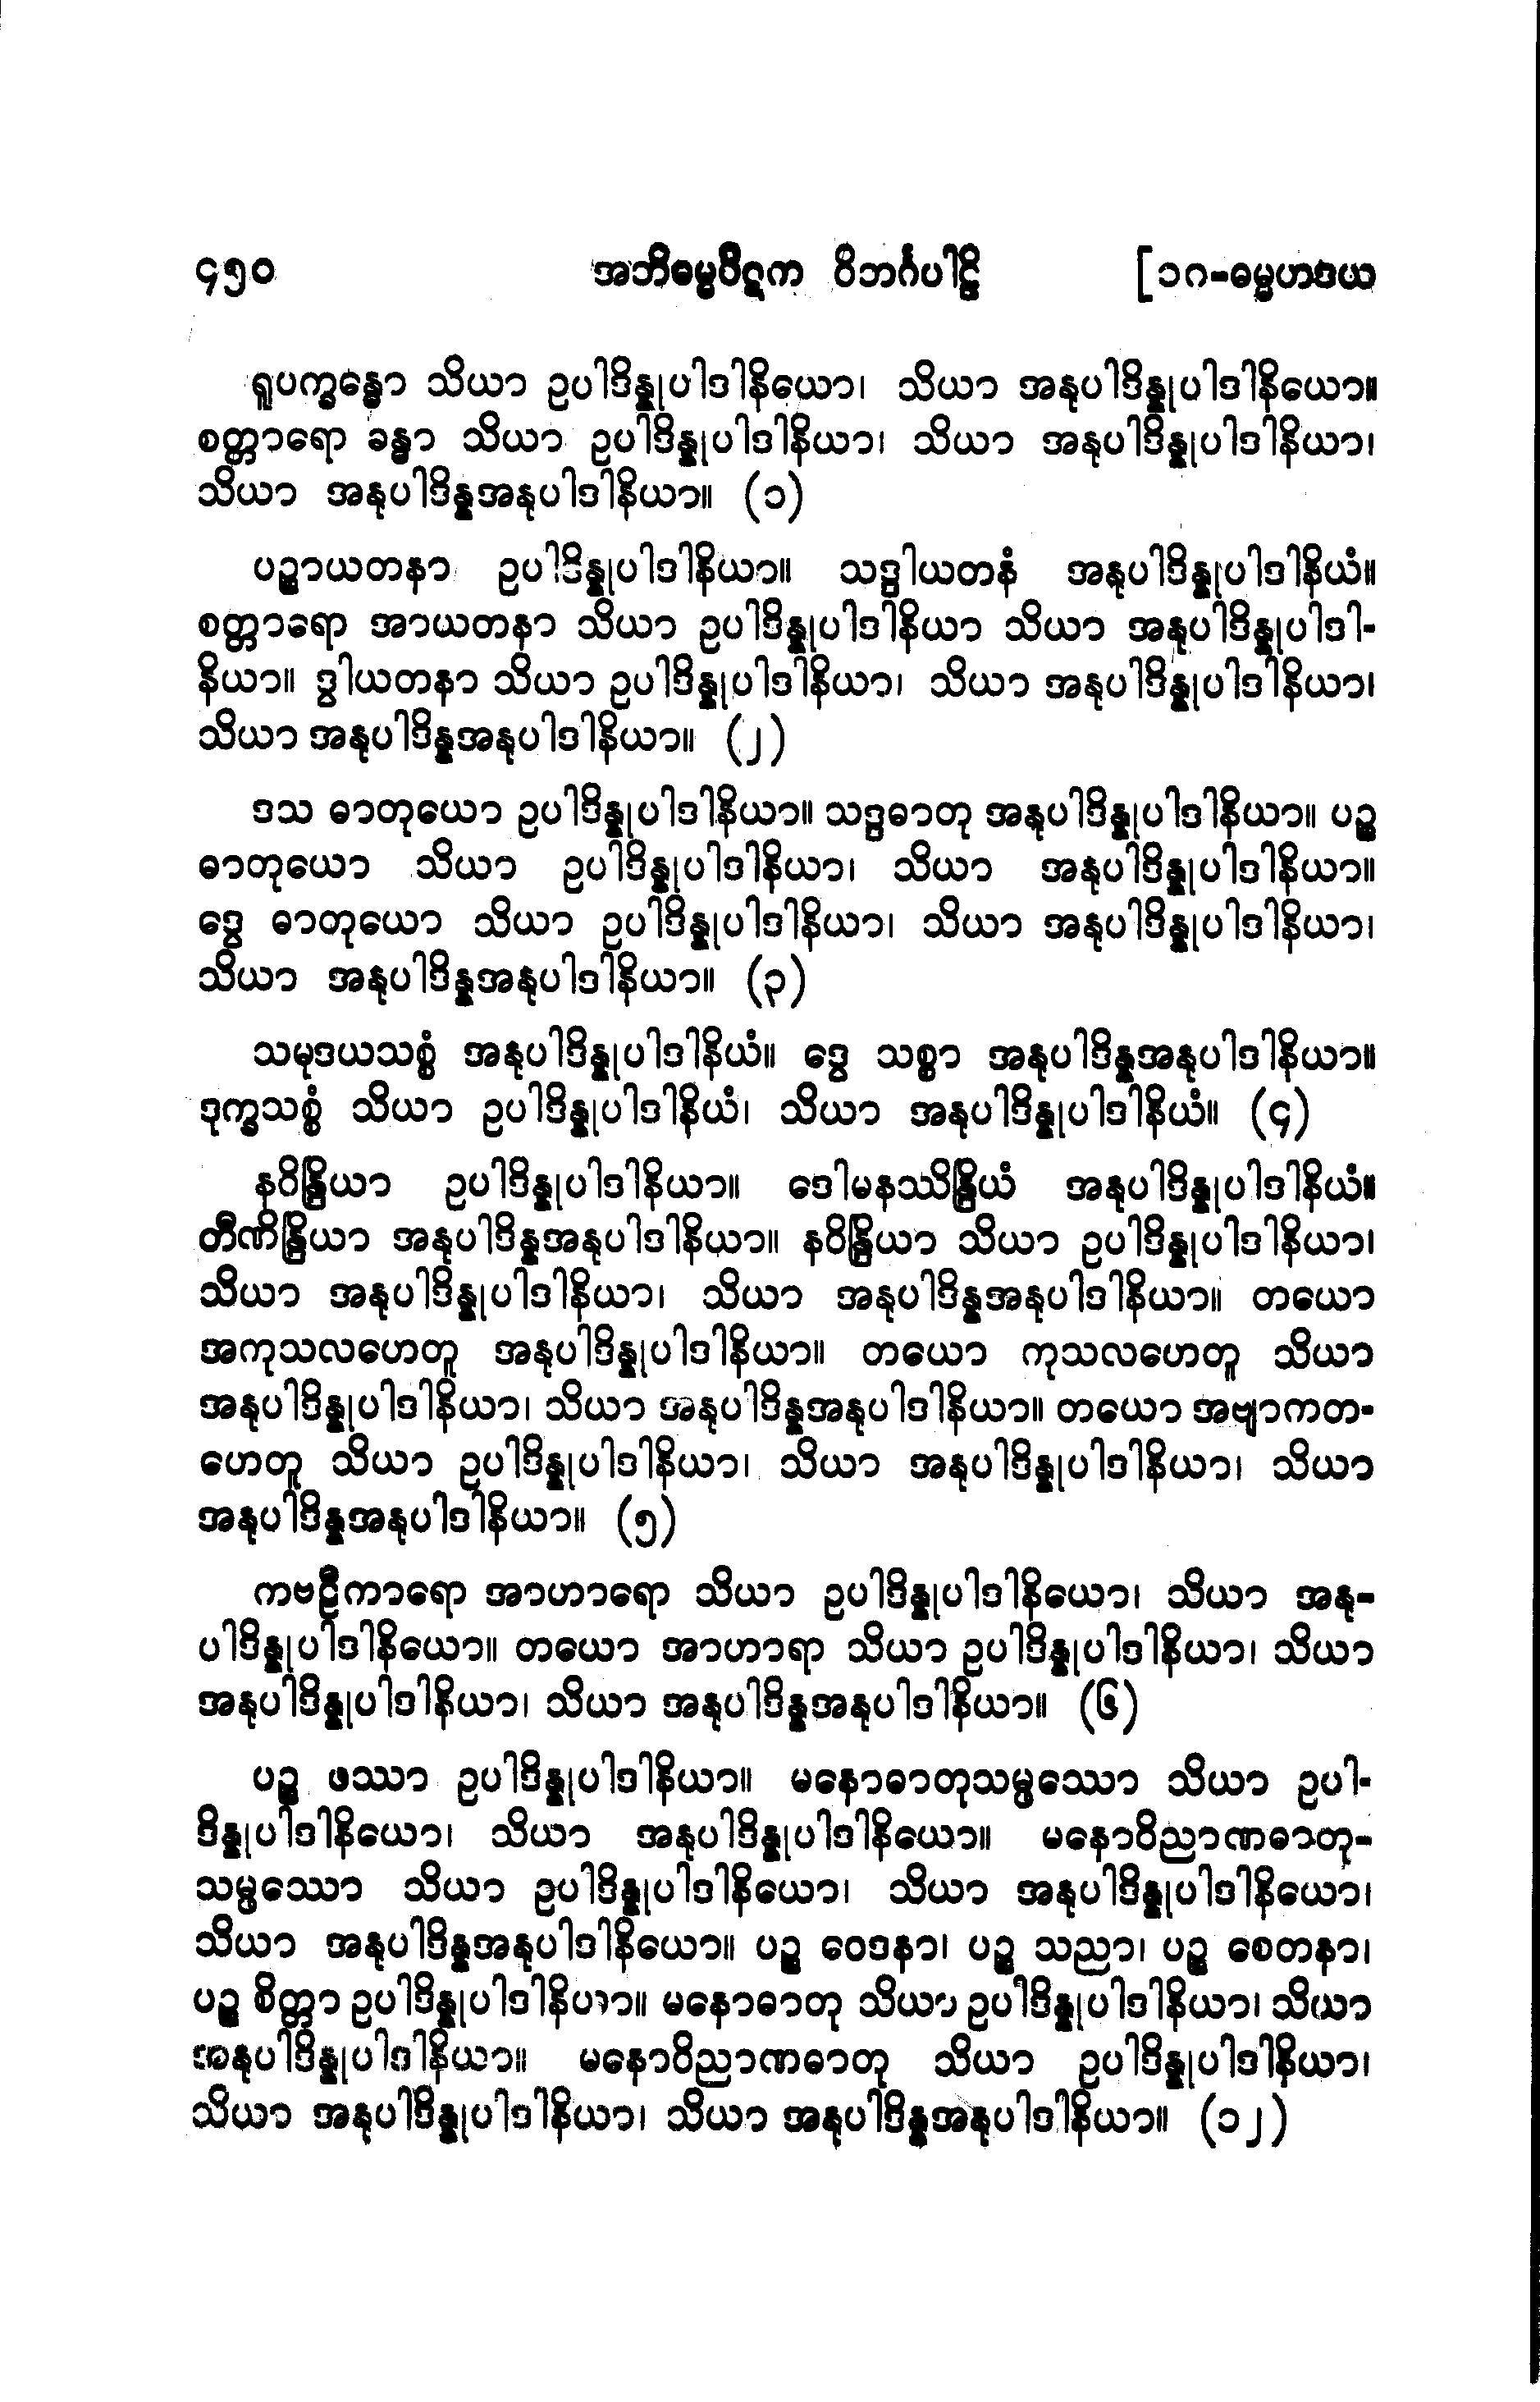 ၄၅၀ အဘိဓမ္မပိဋက ဝိဘင်္ဂပါဠိ [၁၈-ဓမ္မဟဒယ
ရူပက္ခန္ဓော သိယာ ဥပါဒိန္နုပါဒါနိယော၊ သိယာ အနုပါဒိန္နုပါဒါနိယော။
စတ္တာရော ခန္ဓာ သိယာ ဥပါဒိန္နုပါဒါနိယာ၊ သိယာ အနုပါဒိန္နုပါဒါနိယာ၊
သိယာ အနုပါဒိန္နအနုပါဒါနိယာ။ (၁)
ပဉ္စာယတနာ ဥပါဒိန္နုပါဒါနိယာ။ သဒ္ဒါယတနံ အနုပါဒိန္နုပါဒါနိယံ။
စတ္တာရော အာယတနာ သိယာ ဥပါဒိန္နုပါဒါနိယာ သိယာ အနုပါဒိန္နုပါဒါ-
နိယာ။ ဒွါယတနာ သိယာ ဥပါဒိန္နုပါဒါနိယာ၊ သိယာ အနုပါဒိန္နုပါဒါနိယာ၊
သိယာ အနုပါဒိန္နအနုပါဒါနိယာ။ (၂)
ဒသ ဓာတုယော ဥပါဒိန္နုပါဒါနိယာ။ သဒ္ဒဓာတု အနုပါဒိန္နုပါဒါနိယာ။ ပဉ္စ
ဓာတုယော သိယာ ဥပါဒိန္နုပါဒါနိယာ၊ သိယာ အနုပါဒိန္နုပါဒါနိယာ။
ဒွေ ဓာတုယော သိယာ ဥပါဒိန္နုပါဒါနိယာ၊ သိယာ အနုပါဒိန္နုပါဒါနိယာ၊
သိယာ အနုပါဒိန္နအနုပါဒါနိယာ။ (၃)
သမုဒယသစ္စံ အနုပါဒိန္နုပါဒါနိယံ။ ဒွေ သစ္စာ အနုပါဒိန္နအနုပါဒါနိယာ။
ဒုက္ခသစ္စံ သိယာ ဥပါဒိန္နုပါဒါနိယံ၊ သိယာ အနုပါဒိန္နုပါဒါနိယံ။ (၄)
နဝိန္ဒြိယာ ဥပါဒိန္နုပါဒါနိယာ။ ဒေါမနဿိန္ဒြိယံ အနုပါဒိန္နုပါဒါနိယံ။
တီဏိန္ဒြိယာ အနုပါဒိန္နအနုပါဒါနိယာ။ နဝိန္ဒြိယာ သိယာ ဥပါဒိန္နုပါဒါနိယာ၊
သိယာ အနုပါဒိန္နုပါဒါနိယာ၊ သိယာ အနုပါဒိန္နအနုပါဒါနိယာ။ တယော
အကုသလဟေတူ အနုပါဒိန္နုပါဒါနိယာ။ တယော ကုသလဟေတူ သိယာ
အနုပါဒိန္နုပါဒါနိယာ၊ သိယာ အနုပါဒိန္နအနုပါဒါနိယာ။ တယော အဗျာကတ-
ဟေတူ သိယာ ဥပါဒိန္နုပါဒါနိယာ၊ သိယာ အနုပါဒိန္နုပါဒါနိယာ၊ သိယာ
အနုပါဒိန္နအနုပါဒါနိယာ။ (၅)
ကဗဠီကာရော အာဟာရော သိယာ ဥပါဒိန္နုပါဒါနိယော၊ သိယာ အနု-
ပါဒိန္နုပါဒါနိယော။ တယော အာဟာရာ သိယာ ဥပါဒိန္နုပါဒါနိယာ၊ သိယာ
အနုပါဒိန္နုပါဒါနိယာ၊ သိယာ အနုပါဒိန္နအနုပါဒါနိယာ။ (၆)
ပဉ္စ ဖဿာ ဥပါဒိန္နုပါဒါနိယာ။ မနောဓာတုသမ္ဖဿော သိယာ ဥပါ-
ဒိန္နုပါဒါနိယော၊ သိယာ အနုပါဒိန္နုပါဒါနိယော။ မနောဝိညာဏဓာတု-
သမ္ဖဿော သိယာ ဥပါဒိန္နုပါဒါနိယော၊ သိယာ အနုပါဒိန္နုပါဒါနိယော၊
သိယာ အနုပါဒိန္နအနုပါဒါနိယော။ ပဉ္စ ဝေဒနာ၊ ပဉ္စ သညာ၊ ပဉ္စ စေတနာ၊
ပဉ္စ စိတ္တာ ဥပါဒိန္နုပါဒါနိယာ။ မနောဓာတု သိယာ ဥပါဒိန္နုပါဒါနိယာ၊ သိယာ
အနုပါဒိန္နုပါဒါနိယာ။ မနောဝိညာဏဓာတု သိယာ ဥပါဒိန္နုပါဒါနိယာ၊
သိယာ အနုပါဒိန္နုပါဒါနိယာ၊ သိယာ အနုပါဒိန္နအနုပါဒါနိယာ။ (၁၂)